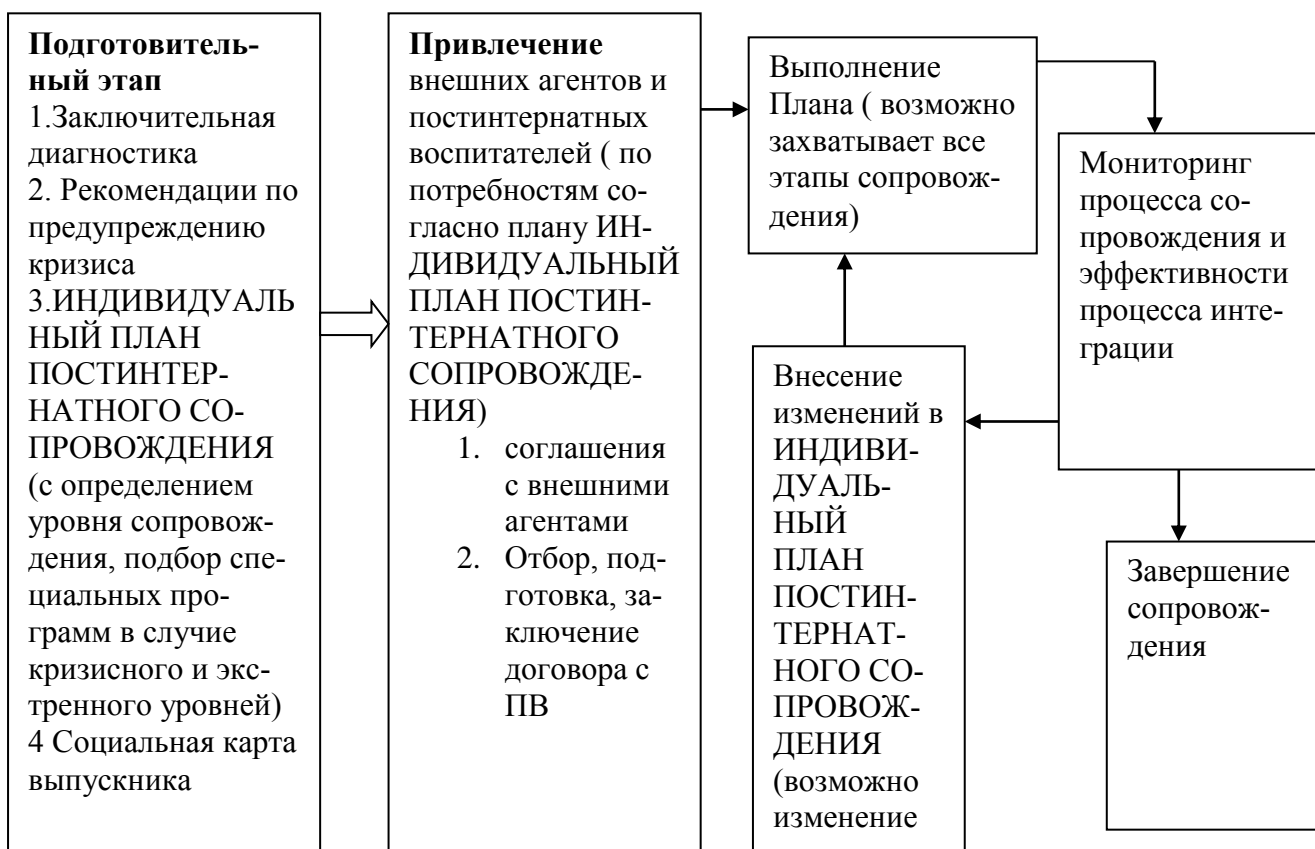 Подготовитель-
ный этап
1.Заключительная
диагностика
2. Рекомендации по
предупреждению
кризиса
3.ИНДИВИДУАЛЬ
НЫЙ ПЛАН
ПОСТИНТЕР-
НАТНОГО СО-
ПРОВОЖДЕНИЯ
(с определением
уровня сопровож-
дения, подбор спе-
циальных про-
грамм в случие
кризисного и экс-
тренного уровней)
4 Социальная карта
выпускника
Привлечение
внешних агентов и
постинтернатных
воспитателей ( по
потребностям со-
гласно плану ИН-
ДИВИДУАЛЬНЫЙ
ПЛАН ПОСТИН-
ТЕРНАТНОГО
СОПРОВОЖДЕ-
НИЯ)
1. соглашения
с внешними
агентами
2. Отбор, под-
готовка, за-
ключение
договора с
ПВ
Выполнение
Плана ( возможно
захватывает все
этапы сопровож-
дения)
Мониторинг
процесса со-
провождения и
эффективности
процесса инте-
грации
Внесение
изменений в
ИНДИВИ-
ДУАЛЬ-
НЫЙ
ПЛАН
ПОСТИН-
ТЕРНАТ-
НОГО СО-
ПРОВОЖ-
ДЕНИЯ
(возможно
изменение
Завершение
сопровож-
дения